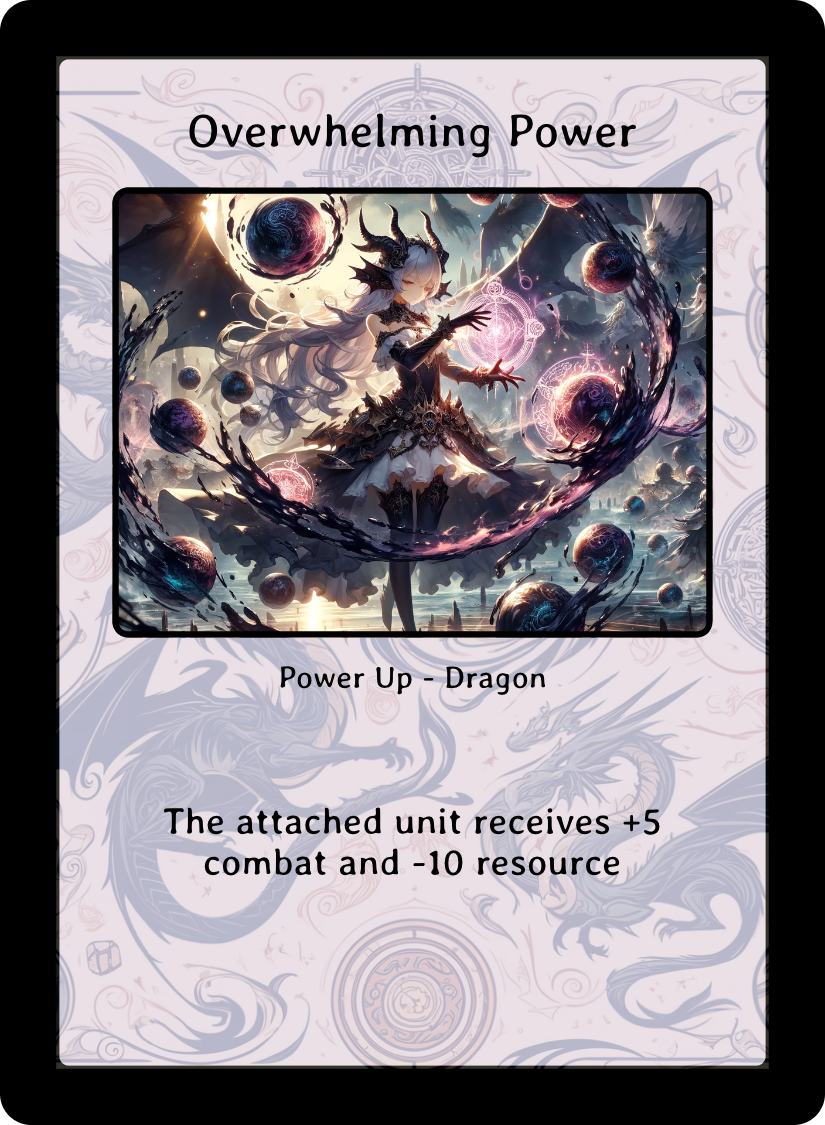 Overwhelming Power
Power Up - Dragon
The attached unit receives +5
combat and -10 resource